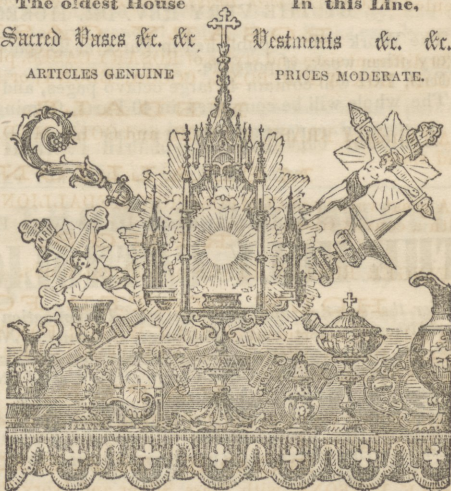 The oldest House In this Line,
Sacred Vases &c. &c. Vestments &c. &c.
ARTICLES GENUINE PRICES MODERATE.